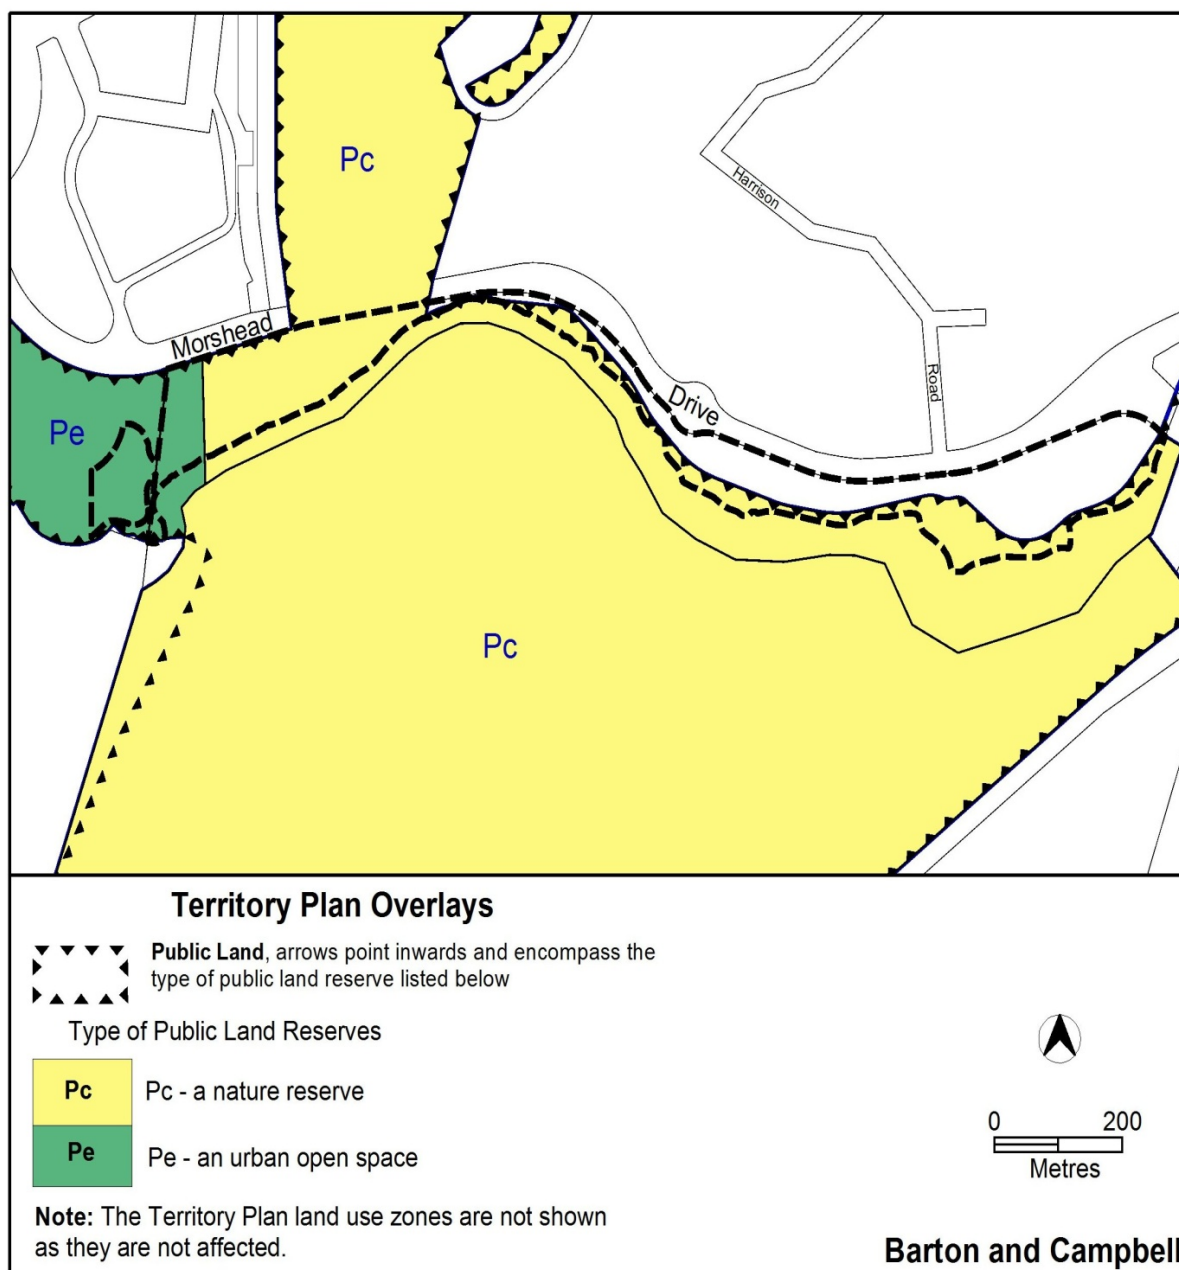 Pc
Harrison
Morshead
Road
Drive
Pe
Pc
Territory Plan Overlays
Public Land, arrows point inwards and encompass the
type of public land reserve listed below
Type of Public Land Reserves
Pc
Pc - a nature reserve
Pe
Pe - an urban open space
0 200
Metres
Note: The Territory Plan land use zones are not shown
as they are not affected.
Barton and Campbell